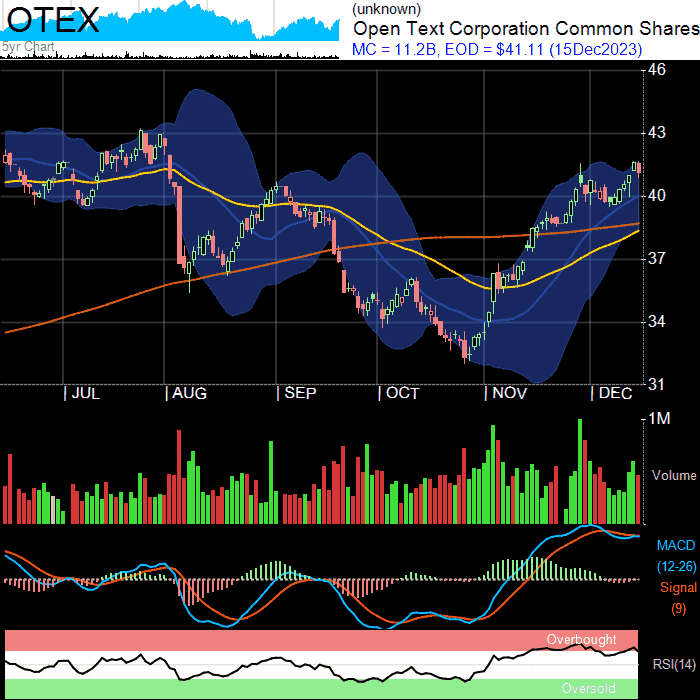 OTEX
5yr Chart
(unknown)
Open Text Corporation Common Shares
MC = 11.2B, EOD = $41.11 (15Dec2023)
46
43
40
37
34
31
| JUL | AUG | SEP | OCT | NOV | DEC
1M
Volume
MACD
(12-26)
Signal
(9)
Overbought
RSI(14)
Oversold